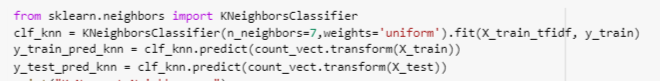 from sklearn.neighbors import KNeighborsClassifier
clf_knn = KNeighborsClassifier(n_neighbors=7,weights='uniform').fit(X_train_tfidf, y_train)
y_train_pred_knn = clf_knn.predict(count_vect.transform(X_train))
y_test_pred_knn = clf_knn.predict(count_vect.transform(X_test))